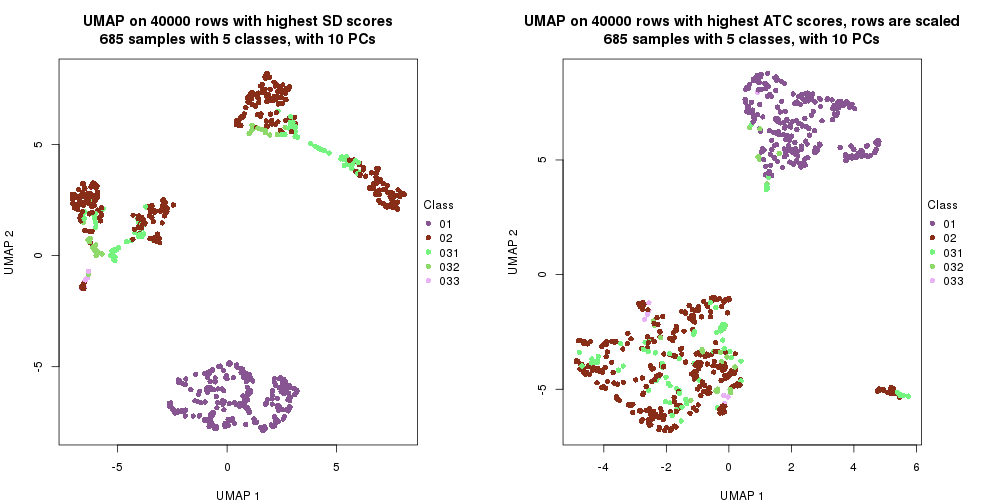 UMAP on 40000 rows with highest SD scores
685 samples with 5 classes, with 10 PCs
5
0
-5
UMAP 2
-5 0 5
UMAP 1
Class
01
02
031
032
033
UMAP on 40000 rows with highest ATC scores, rows are scaled
685 samples with 5 classes, with 10 PCs
5
0
-5
UMAP 2
-4 -2 0 2 4 6
UMAP 1
Class
01
02
031
032
033